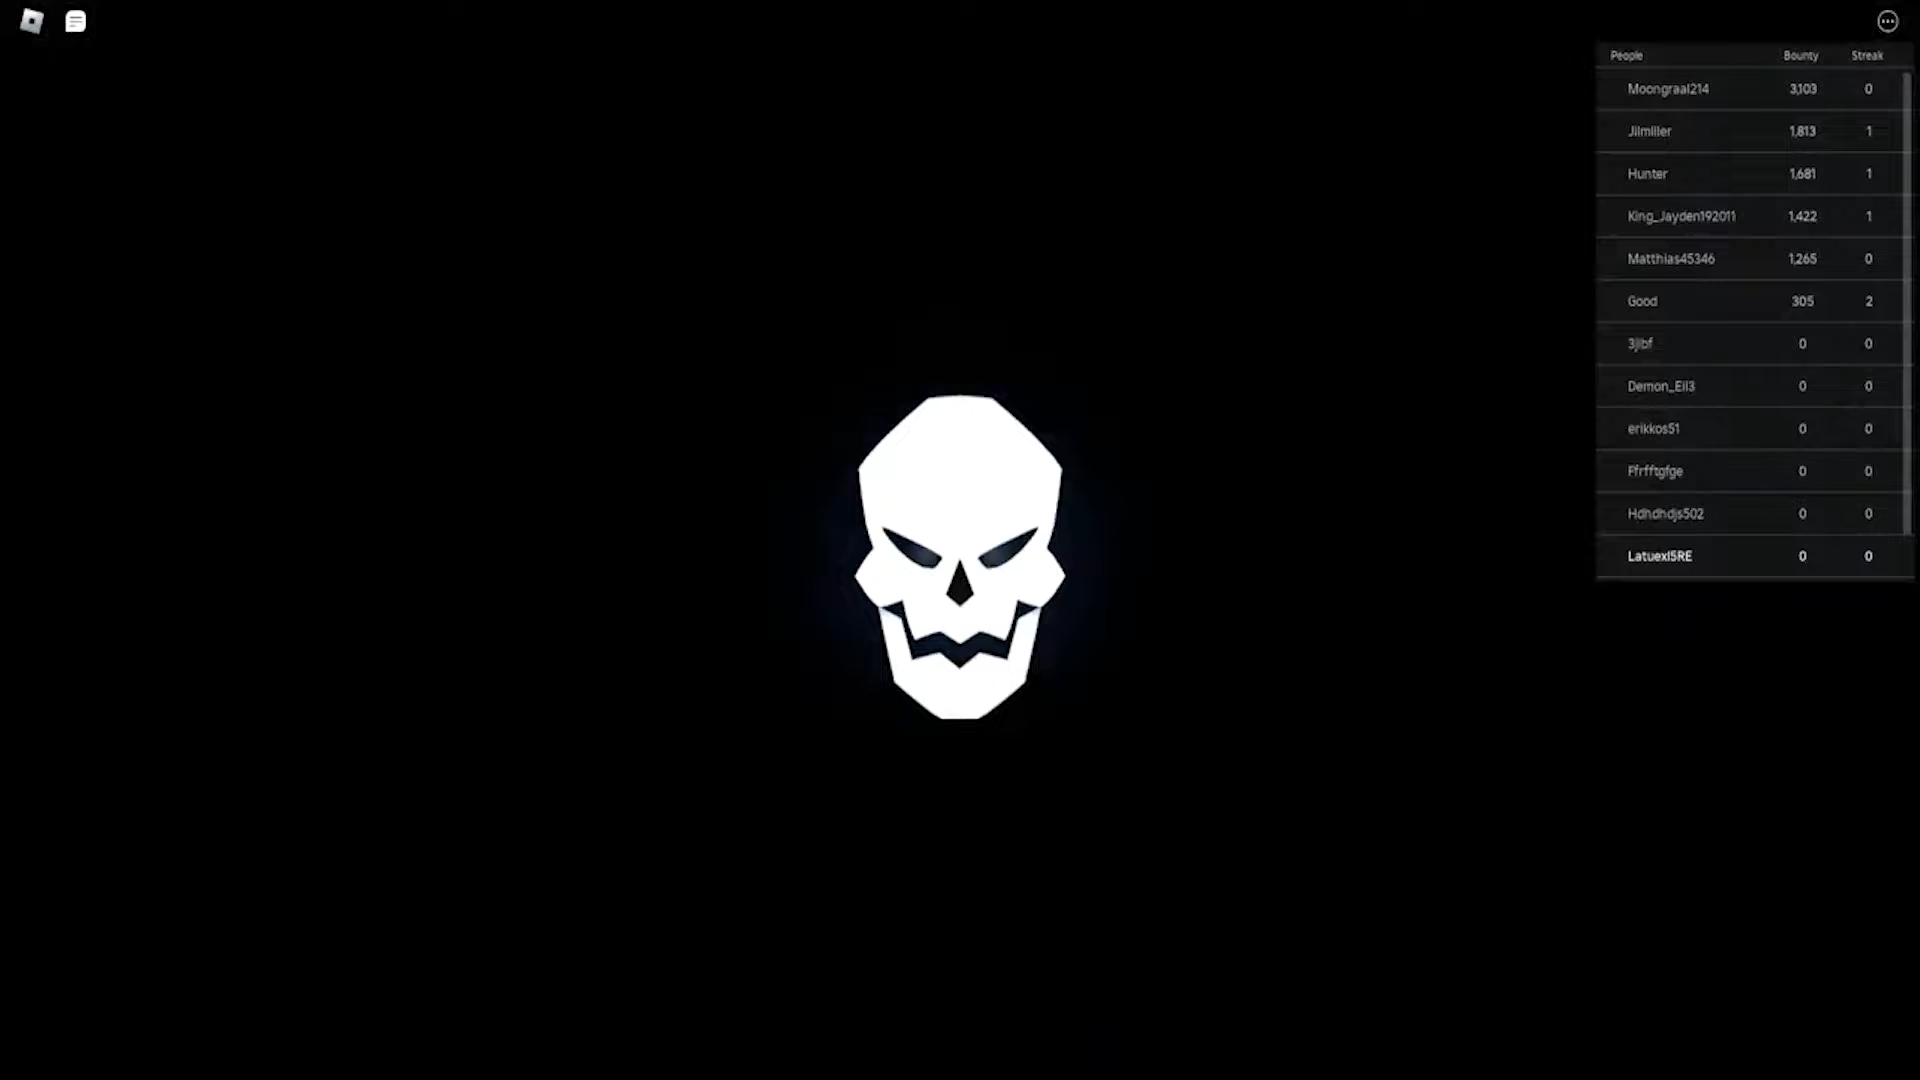 People Bounty Streak
Moongraal214 3,103 0
Jilmiller 1,813 1
Hunter 1,681 1
King_Jayden192011 1,422 1
Matthias45346 1,265 0
Good 305 2
3jibf 0 0
Demon_Eil3 0 0
erikkos51 0 0
Ffrfftgfge 0 0
Hdhdhdjs502 0 0
LatuexI5RE 0 0